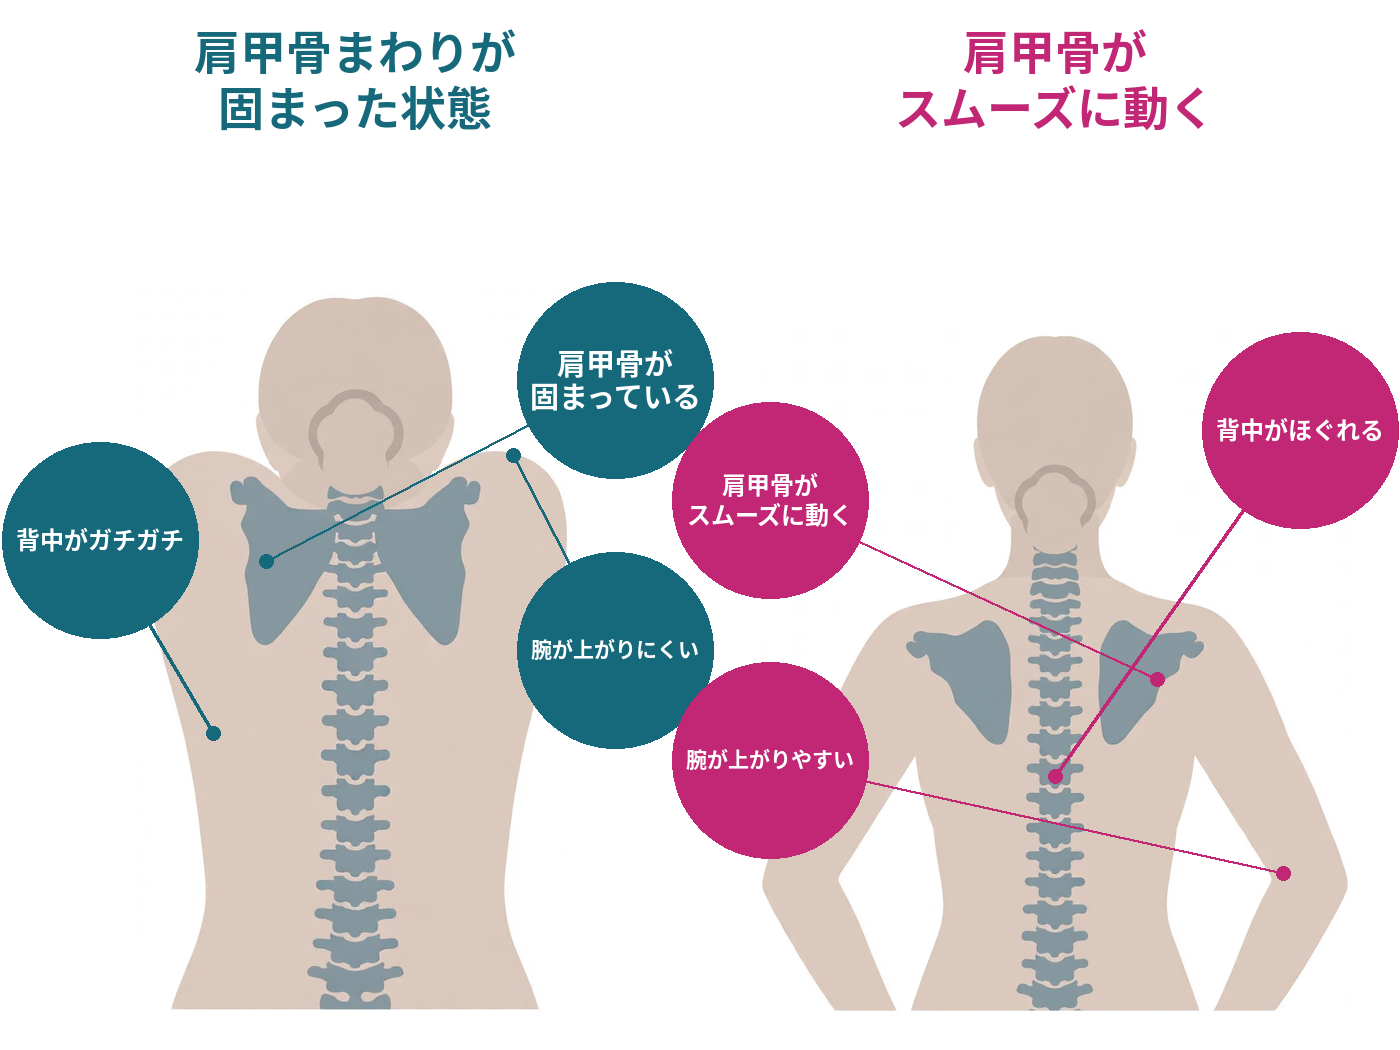 肩甲骨まわりが
固まった状態
肩甲骨が
スムーズに動く
肩甲骨が
固まっている
背中がガチガチ
腕が上がりにくい
肩甲骨が
スムーズに動く
背中がほぐれる
腕が上がりやすい